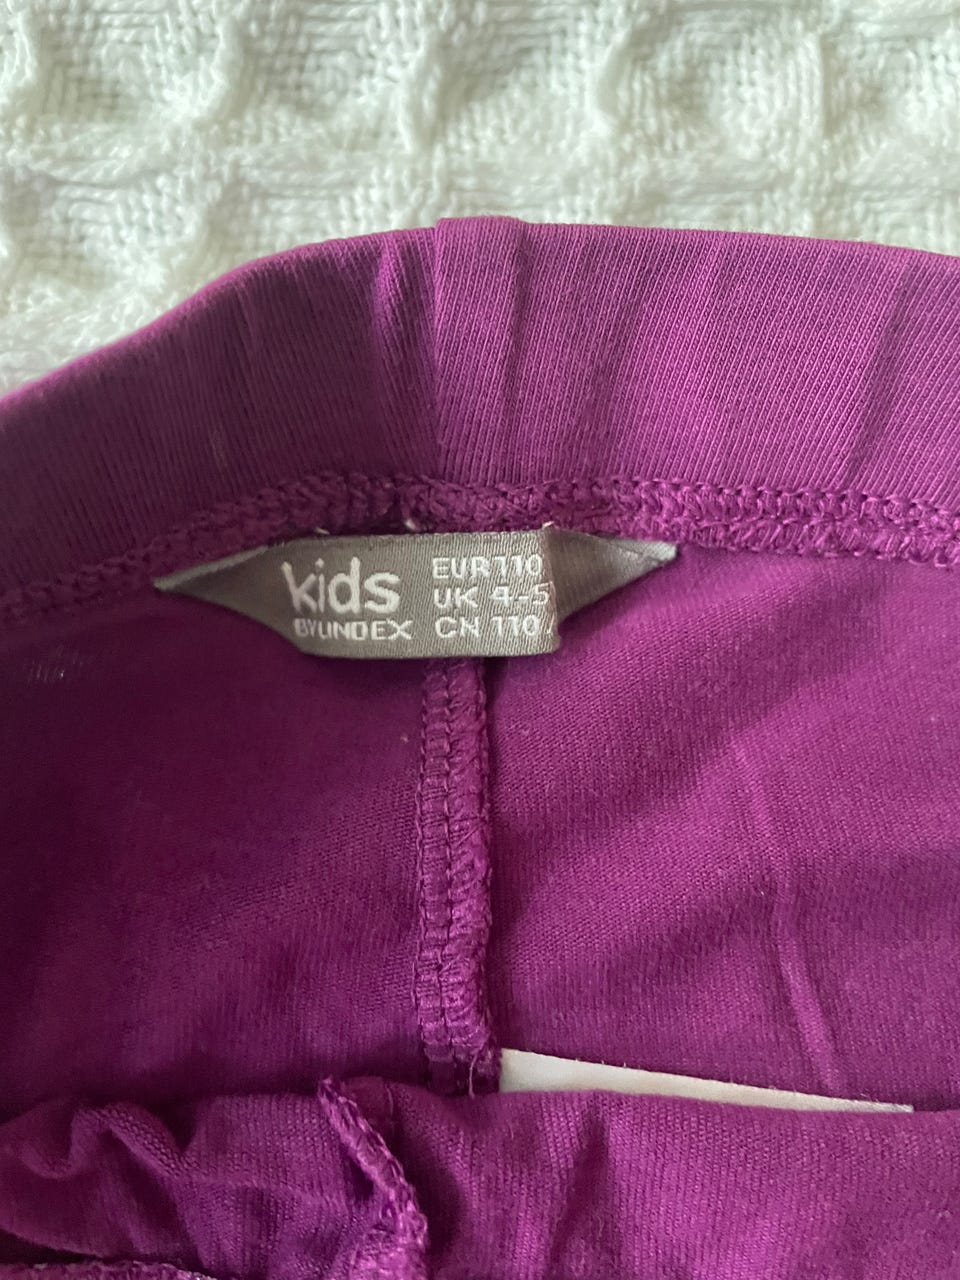 kids
BY LINDEX
EUR 110
UK 4-5
CN 110